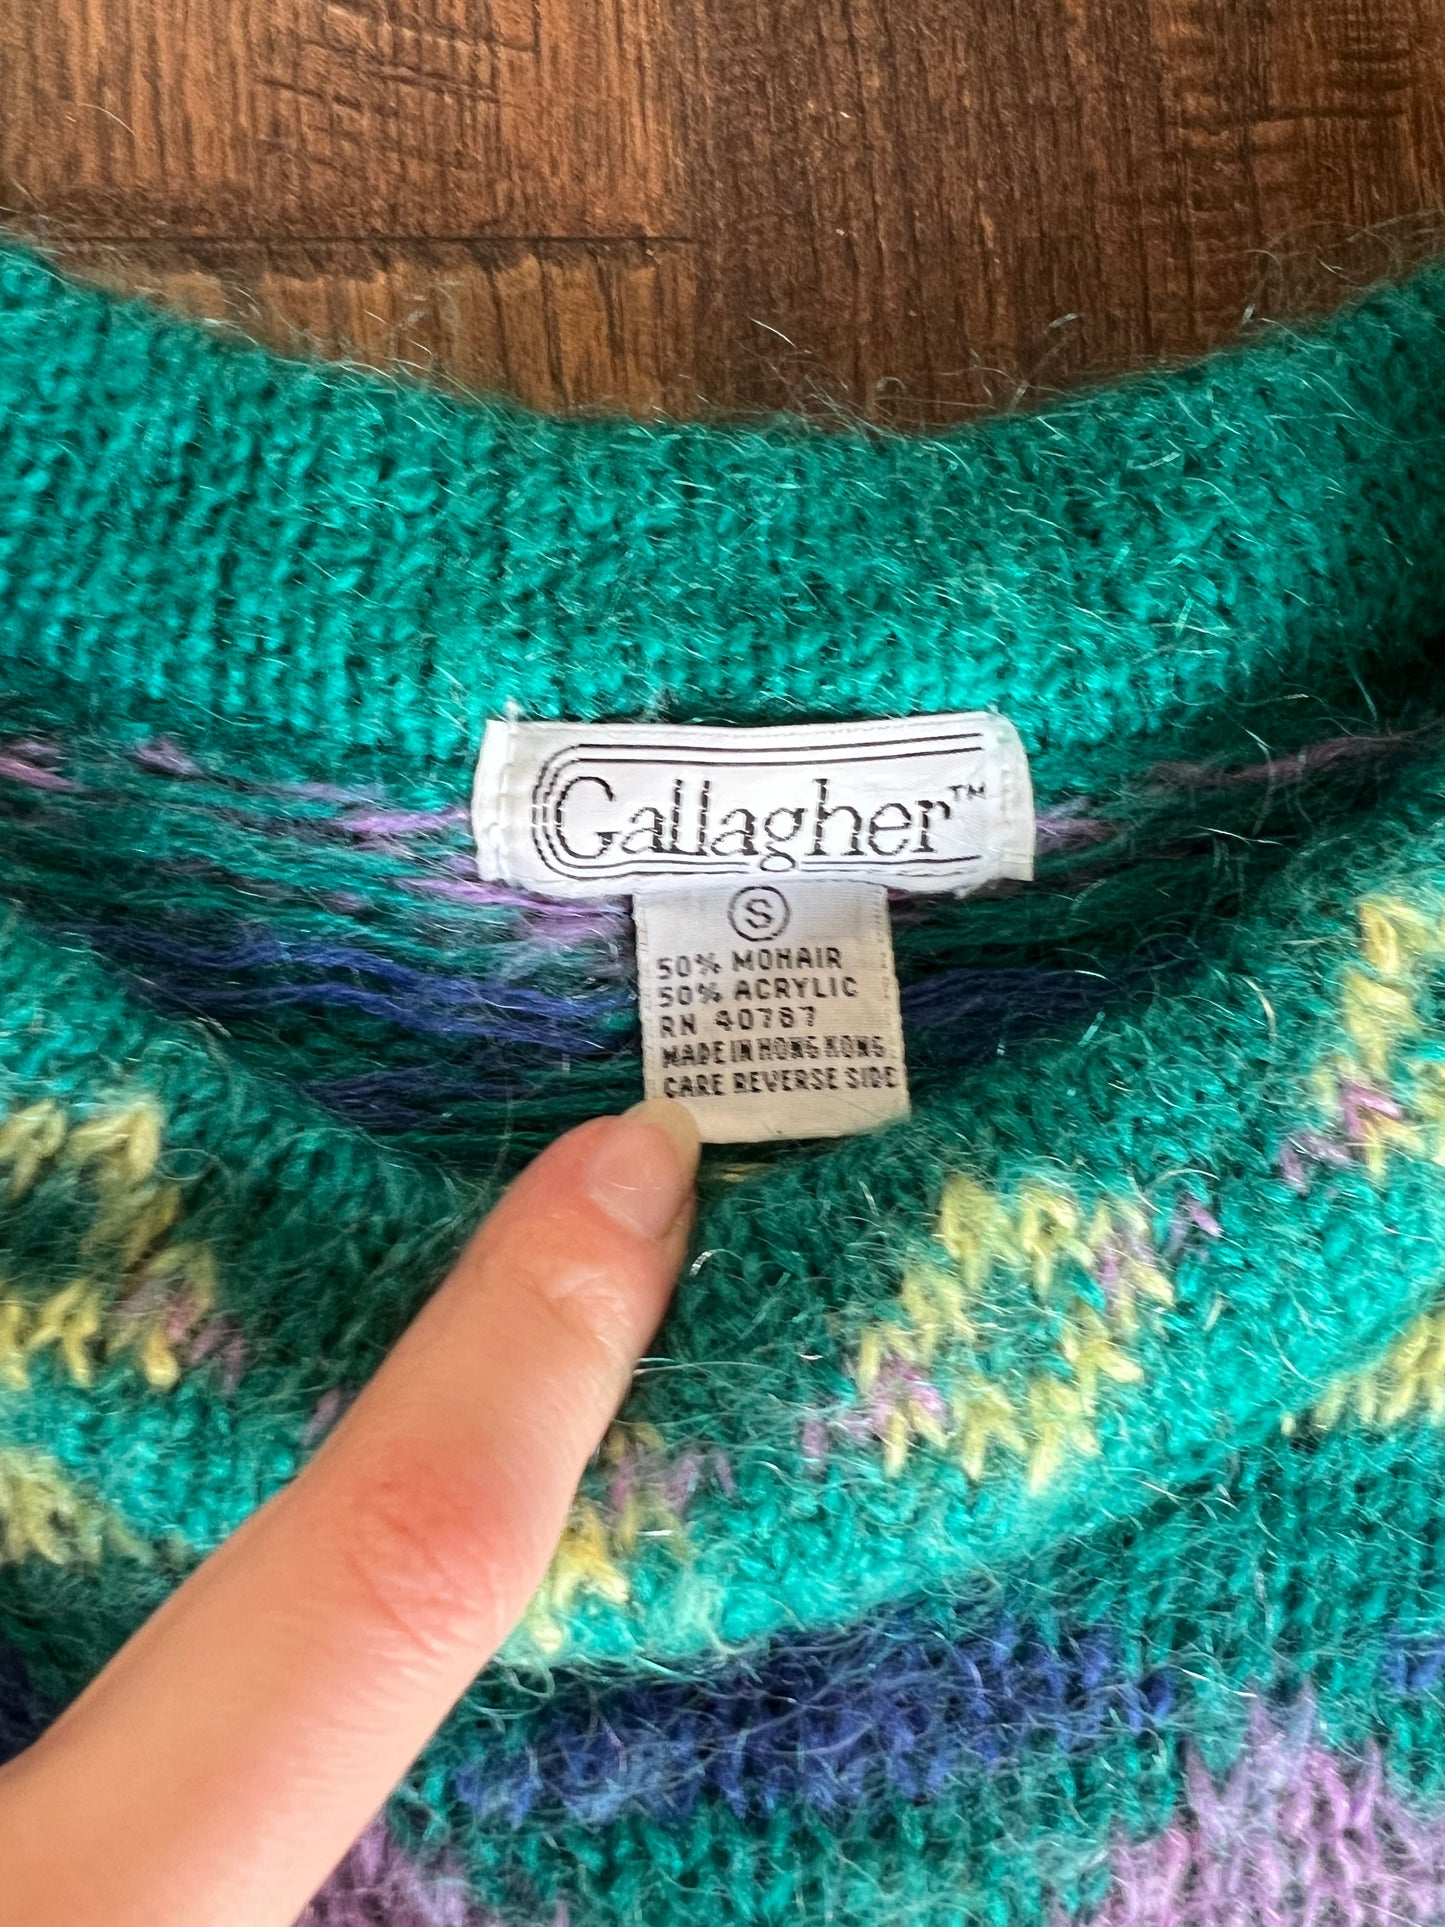 Gallagher™
S
50% MOHAIR
50% ACRYLIC
RN 40787
MADE IN HONG KONG
CARE REVERSE SIDE